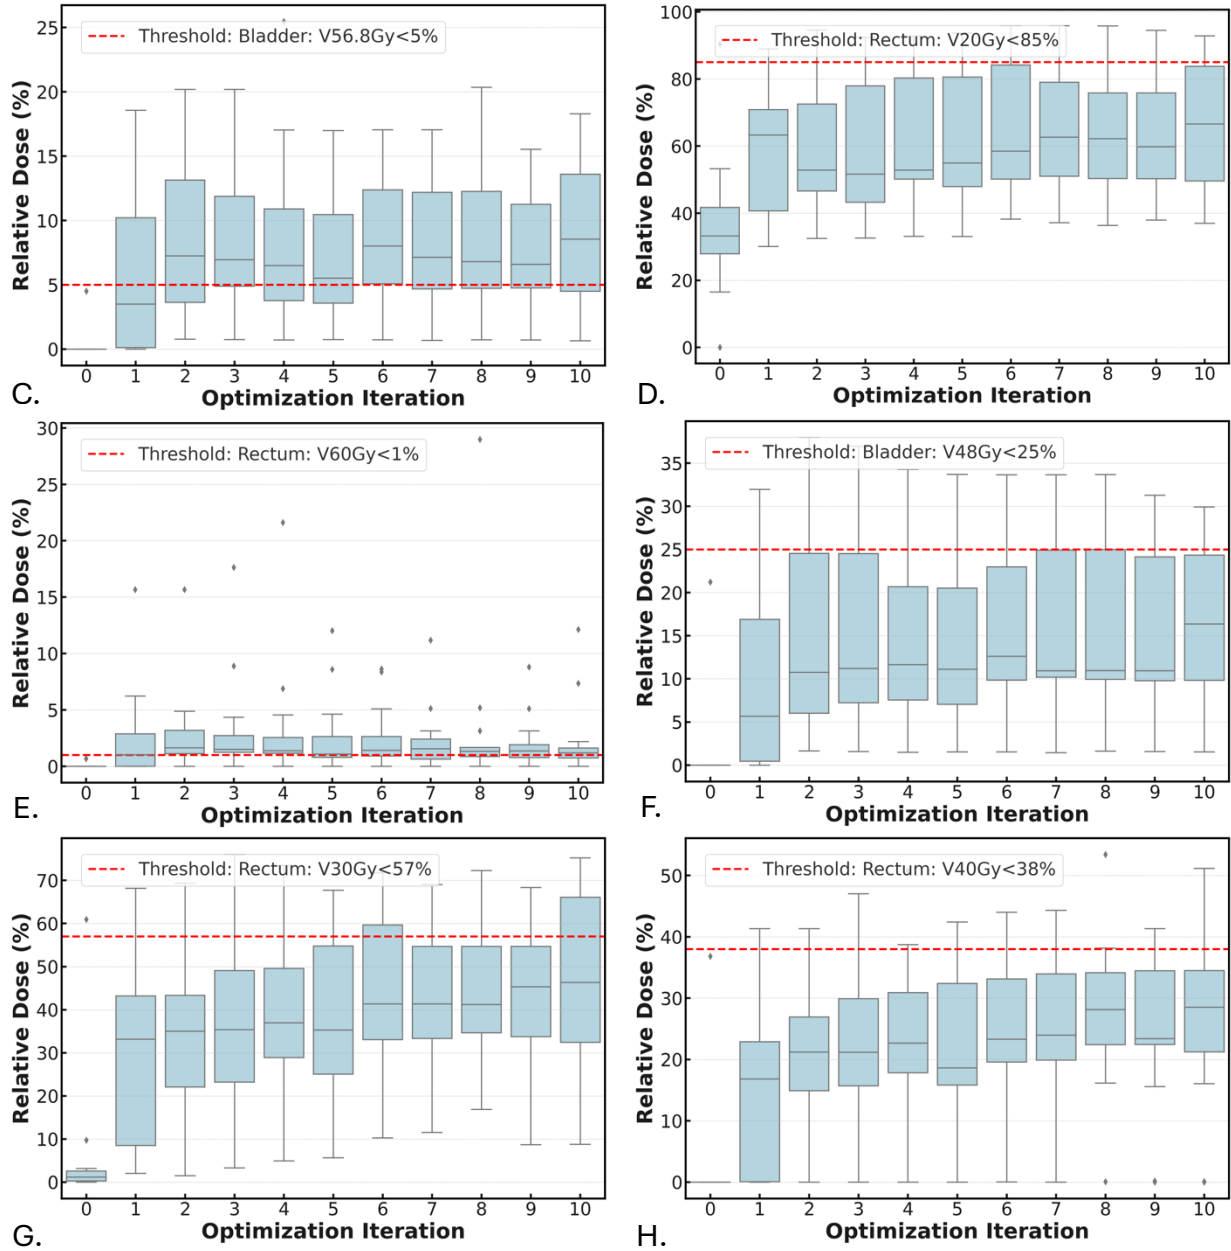 Threshold: Bladder: V56.8Gy<5%
Relative Dose (%)
25
20
15
10
5
0
0 1 2 3 4 5 6 7 8 9 10
Optimization Iteration
C.
Threshold: Rectum: V20Gy<85%
Relative Dose (%)
100
80
60
40
20
0
0 1 2 3 4 5 6 7 8 9 10
Optimization Iteration
D.
Threshold: Rectum: V60Gy<1%
Relative Dose (%)
30
25
20
15
10
5
0
0 1 2 3 4 5 6 7 8 9 10
Optimization Iteration
E.
Threshold: Bladder: V48Gy<25%
Relative Dose (%)
35
30
25
20
15
10
5
0
0 1 2 3 4 5 6 7 8 9 10
Optimization Iteration
F.
Threshold: Rectum: V30Gy<57%
Relative Dose (%)
70
60
50
40
30
20
10
0
0 1 2 3 4 5 6 7 8 9 10
Optimization Iteration
G.
Threshold: Rectum: V40Gy<38%
Relative Dose (%)
50
40
30
20
10
0
0 1 2 3 4 5 6 7 8 9 10
Optimization Iteration
H.